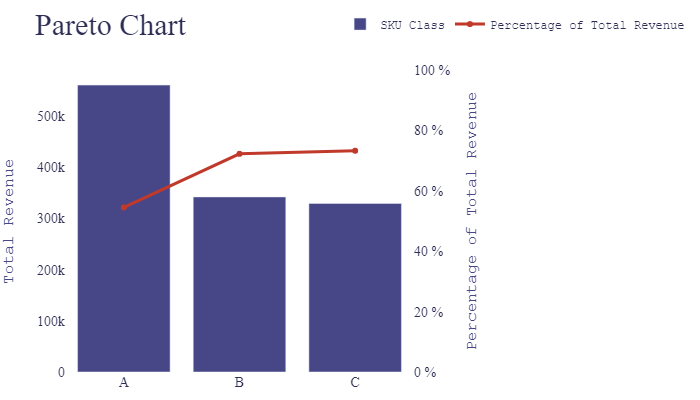 Pareto Chart
SKU Class
Percentage of Total Revenue
Total Revenue
500k
400k
300k
200k
100k
0
100 %
80 %
60 %
40 %
20 %
0 %
Percentage of Total Revenue
A
B
C